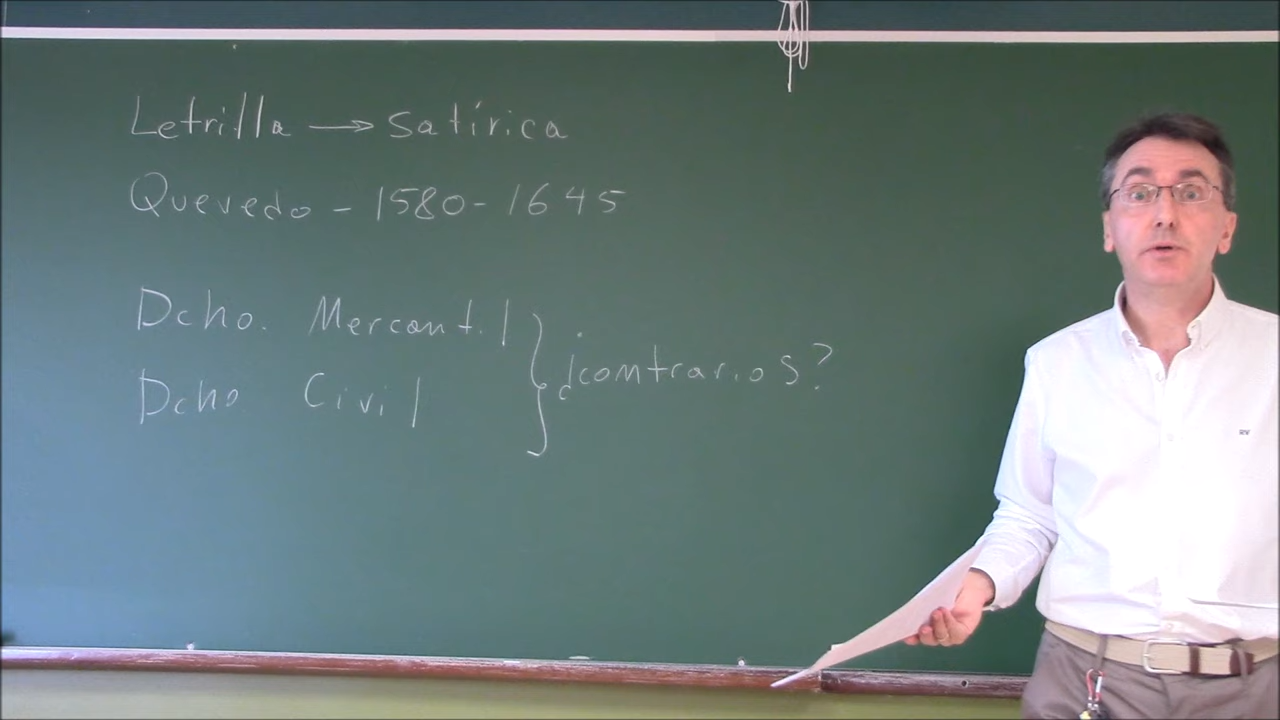 Letrilla → Satírica
Quevedo - 1580-1645
Dcho. Mercantil
Dcho Civil
¿contrarios?